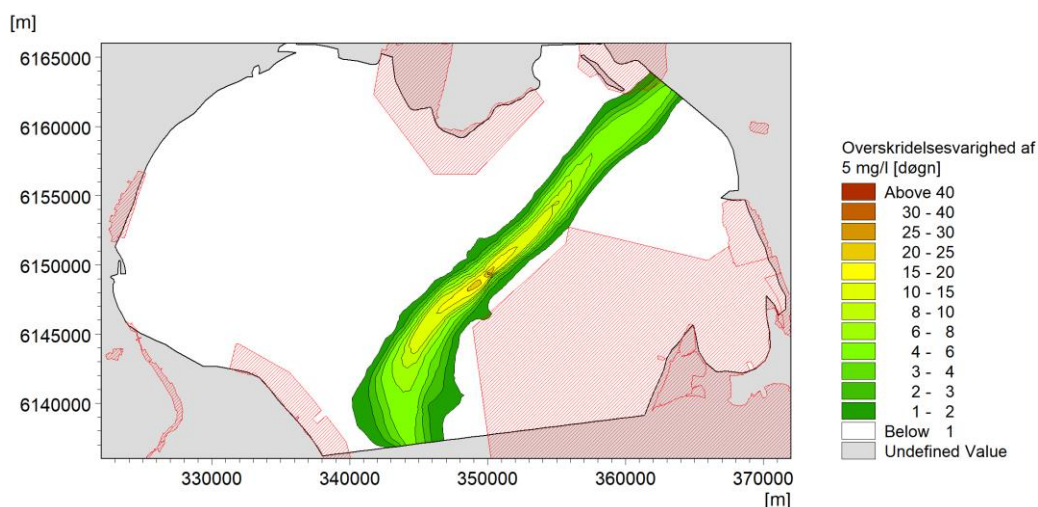 [m]
6165000
6160000
6155000
6150000
6145000
6140000
330000 340000 350000 360000 370000
[m]
Overskridelsesvarighed af
5 mg/l [døgn]
Above 40
30 - 40
25 - 30
20 - 25
15 - 20
10 - 15
8 - 10
6 - 8
4 - 6
3 - 4
2 - 3
1 - 2
Below 1
Undefined Value